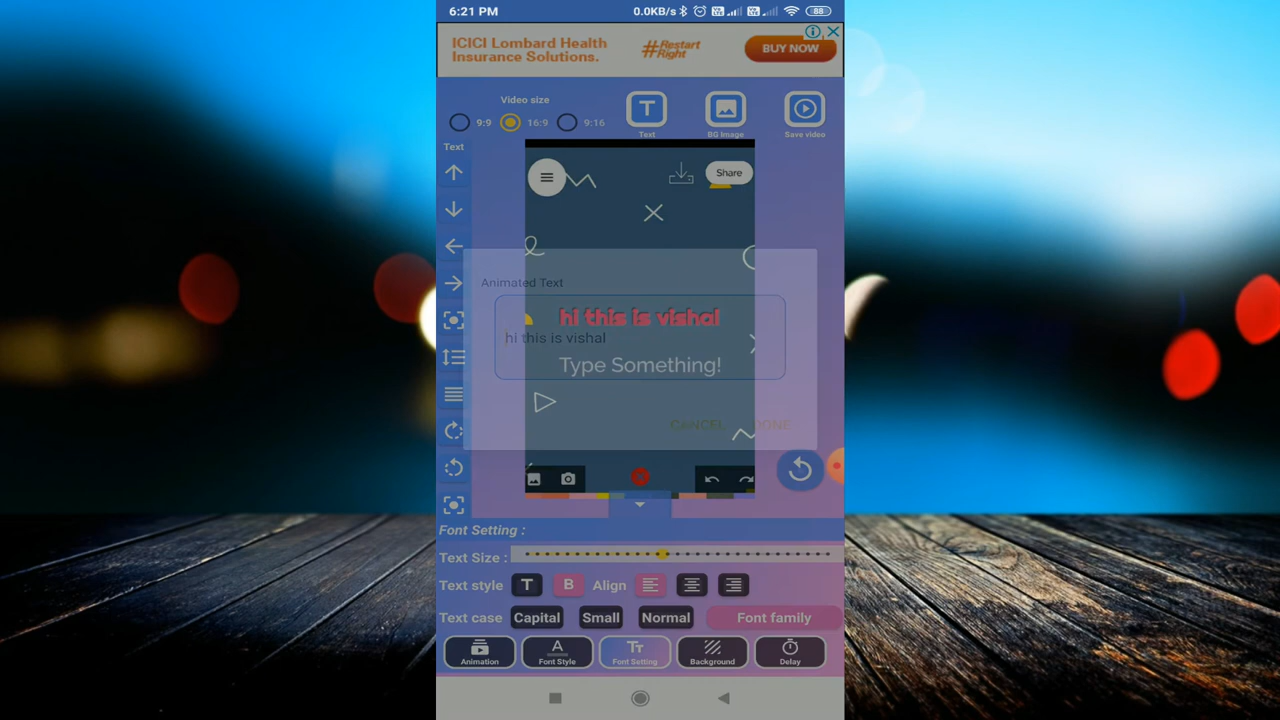 6:21 PM
0.0KB/s
88
ICICI Lombard Health
Insurance Solutions.
#Restart
Right
BUY NOW
Video size
9:9
16:9
9:16
Text
BG Image
Save video
Text
Share
Animated Text
hi this is vishal
hi this is vishal
Type Something!
CANCEL
DONE
Font Setting :
Text Size :
Text style
T
B
Align
Text case
Capital
Small
Normal
Font family
Animation
Font Style
Font Setting
Background
Delay